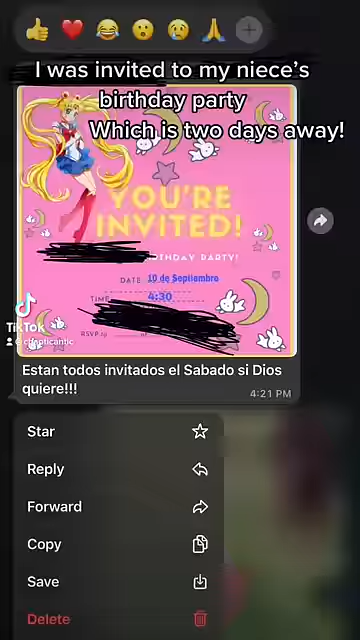 I was invited to my niece’s
birthday party
Which is two days away!
YOU'RE
INVITED!
PARTY!
DATE 10 de Septiambro
TIME 4:30
RSVP
TikTok
Estan todos invitados el Sabado si Dios
quiere!!!
4:21 PM
Star
Reply
Forward
Copy
Save
Delete